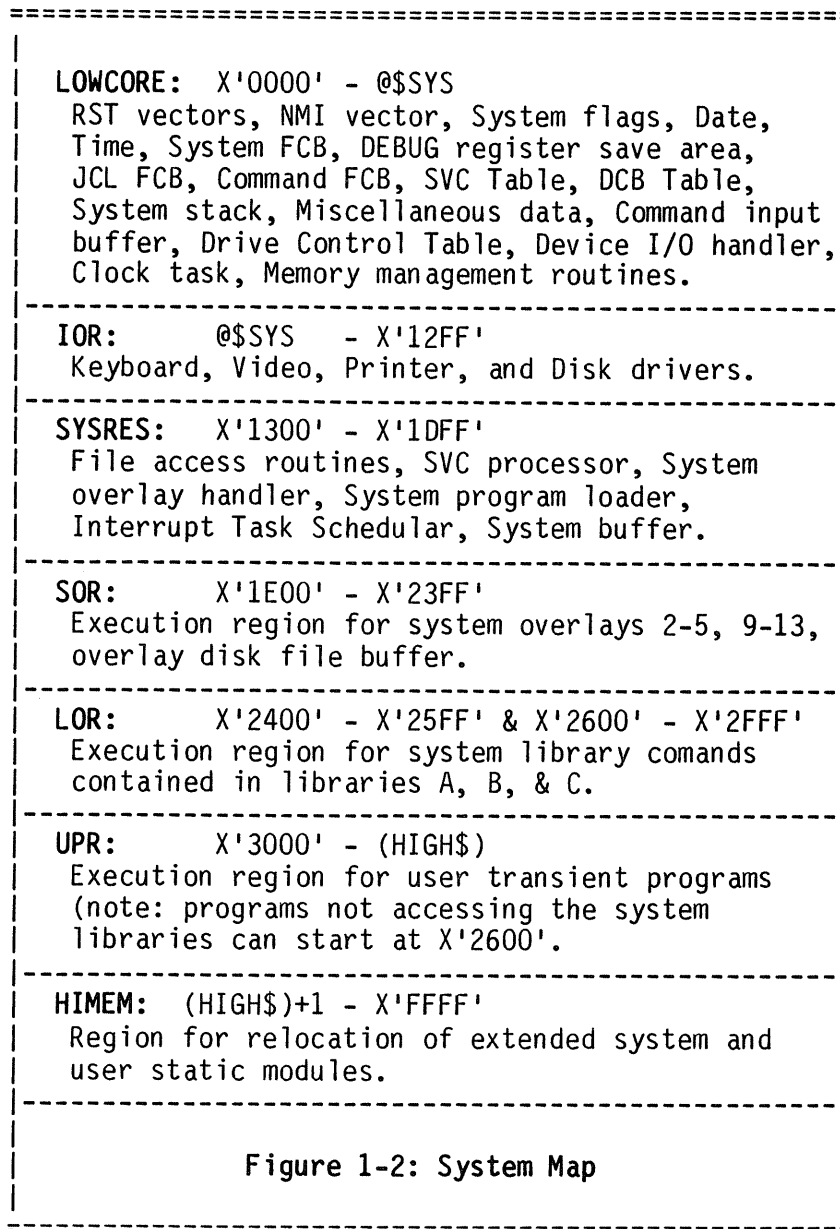 LOWCORE: X'0000' - @$SYS
RST vectors, NMI vector, System flags, Date,
Time, System FCB, DEBUG register save area,
JCL FCB, Command FCB, SVC Table, DCB Table,
System stack, Miscellaneous data, Command input
buffer, Drive Control Table, Device I/O handler,
Clock task, Memory management routines.
IOR: @$SYS - X'12FF'
Keyboard, Video, Printer, and Disk drivers.
SYSRES: X'1300' - X'1DFF'
File access routines, SVC processor, System
overlay handler, System program loader,
Interrupt Task Schedular, System buffer.
SOR: X'1E00' - X'23FF'
Execution region for system overlays 2-5, 9-13,
overlay disk file buffer.
LOR: X'2400' - X'25FF' & X'2600' - X'2FFF'
Execution region for system library comands
contained in libraries A, B, & C.
UPR: X'3000' - (HIGH$)
Execution region for user transient programs
(note: programs not accessing the system
libraries can start at X'2600'.
HIMEM: (HIGH$)+1 - X'FFFF'
Region for relocation of extended system and
user static modules.
Figure 1-2: System Map